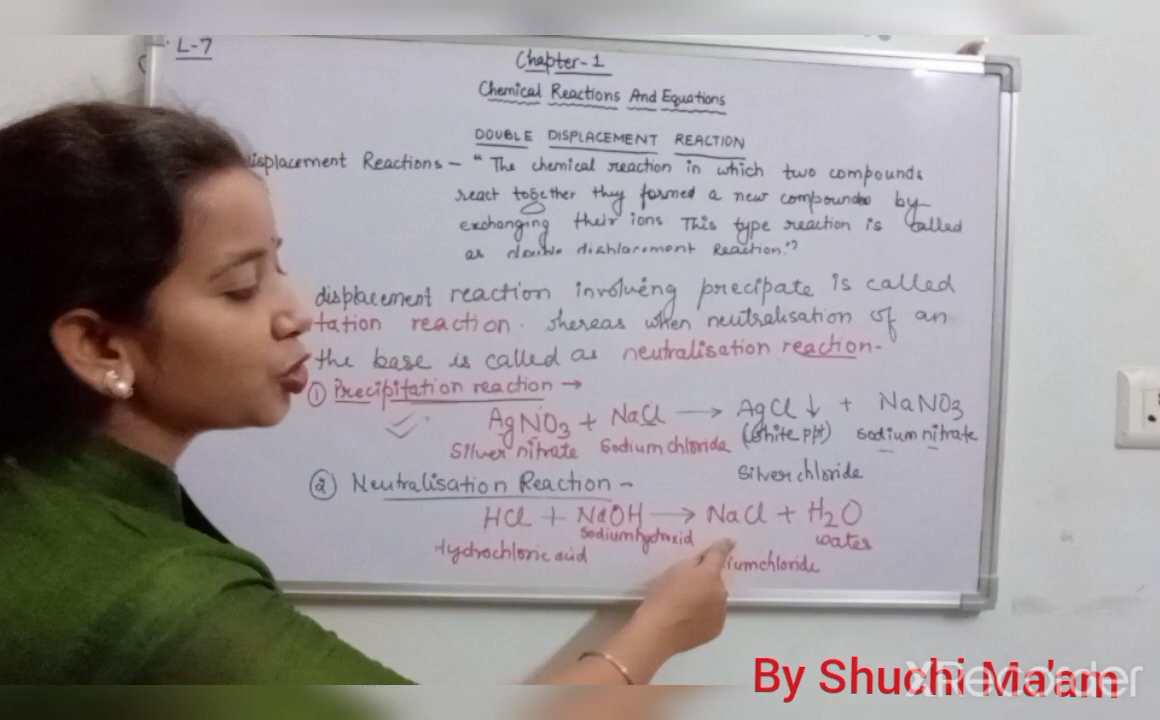 L-7
Chapter-1
Chemical Reactions And Equations
DOUBLE DISPLACEMENT REACTION
isplacement Reactions - "The chemical reaction in which two compounds
react together they formed a new compounds by
exchanging their ions This type reaction is called
as double displacement Reaction."
displacement reaction involving precipate is called
tation reaction. whereas when neutralisation of an
the base is called as neutralisation reaction.
① Precipitation reaction →
AgNO3 + NaCl → AgCl ↓ + NaNO3
Silver nitrate Sodium chloride (white ppt) sodium nitrate
Silver chloride
② Neutralisation Reaction -
HCl + NaOH → NaCl + H2O
Hydrochloric acid Sodiumhydroxid iumchloride water
By Shuchi Ma'am
XRecorder